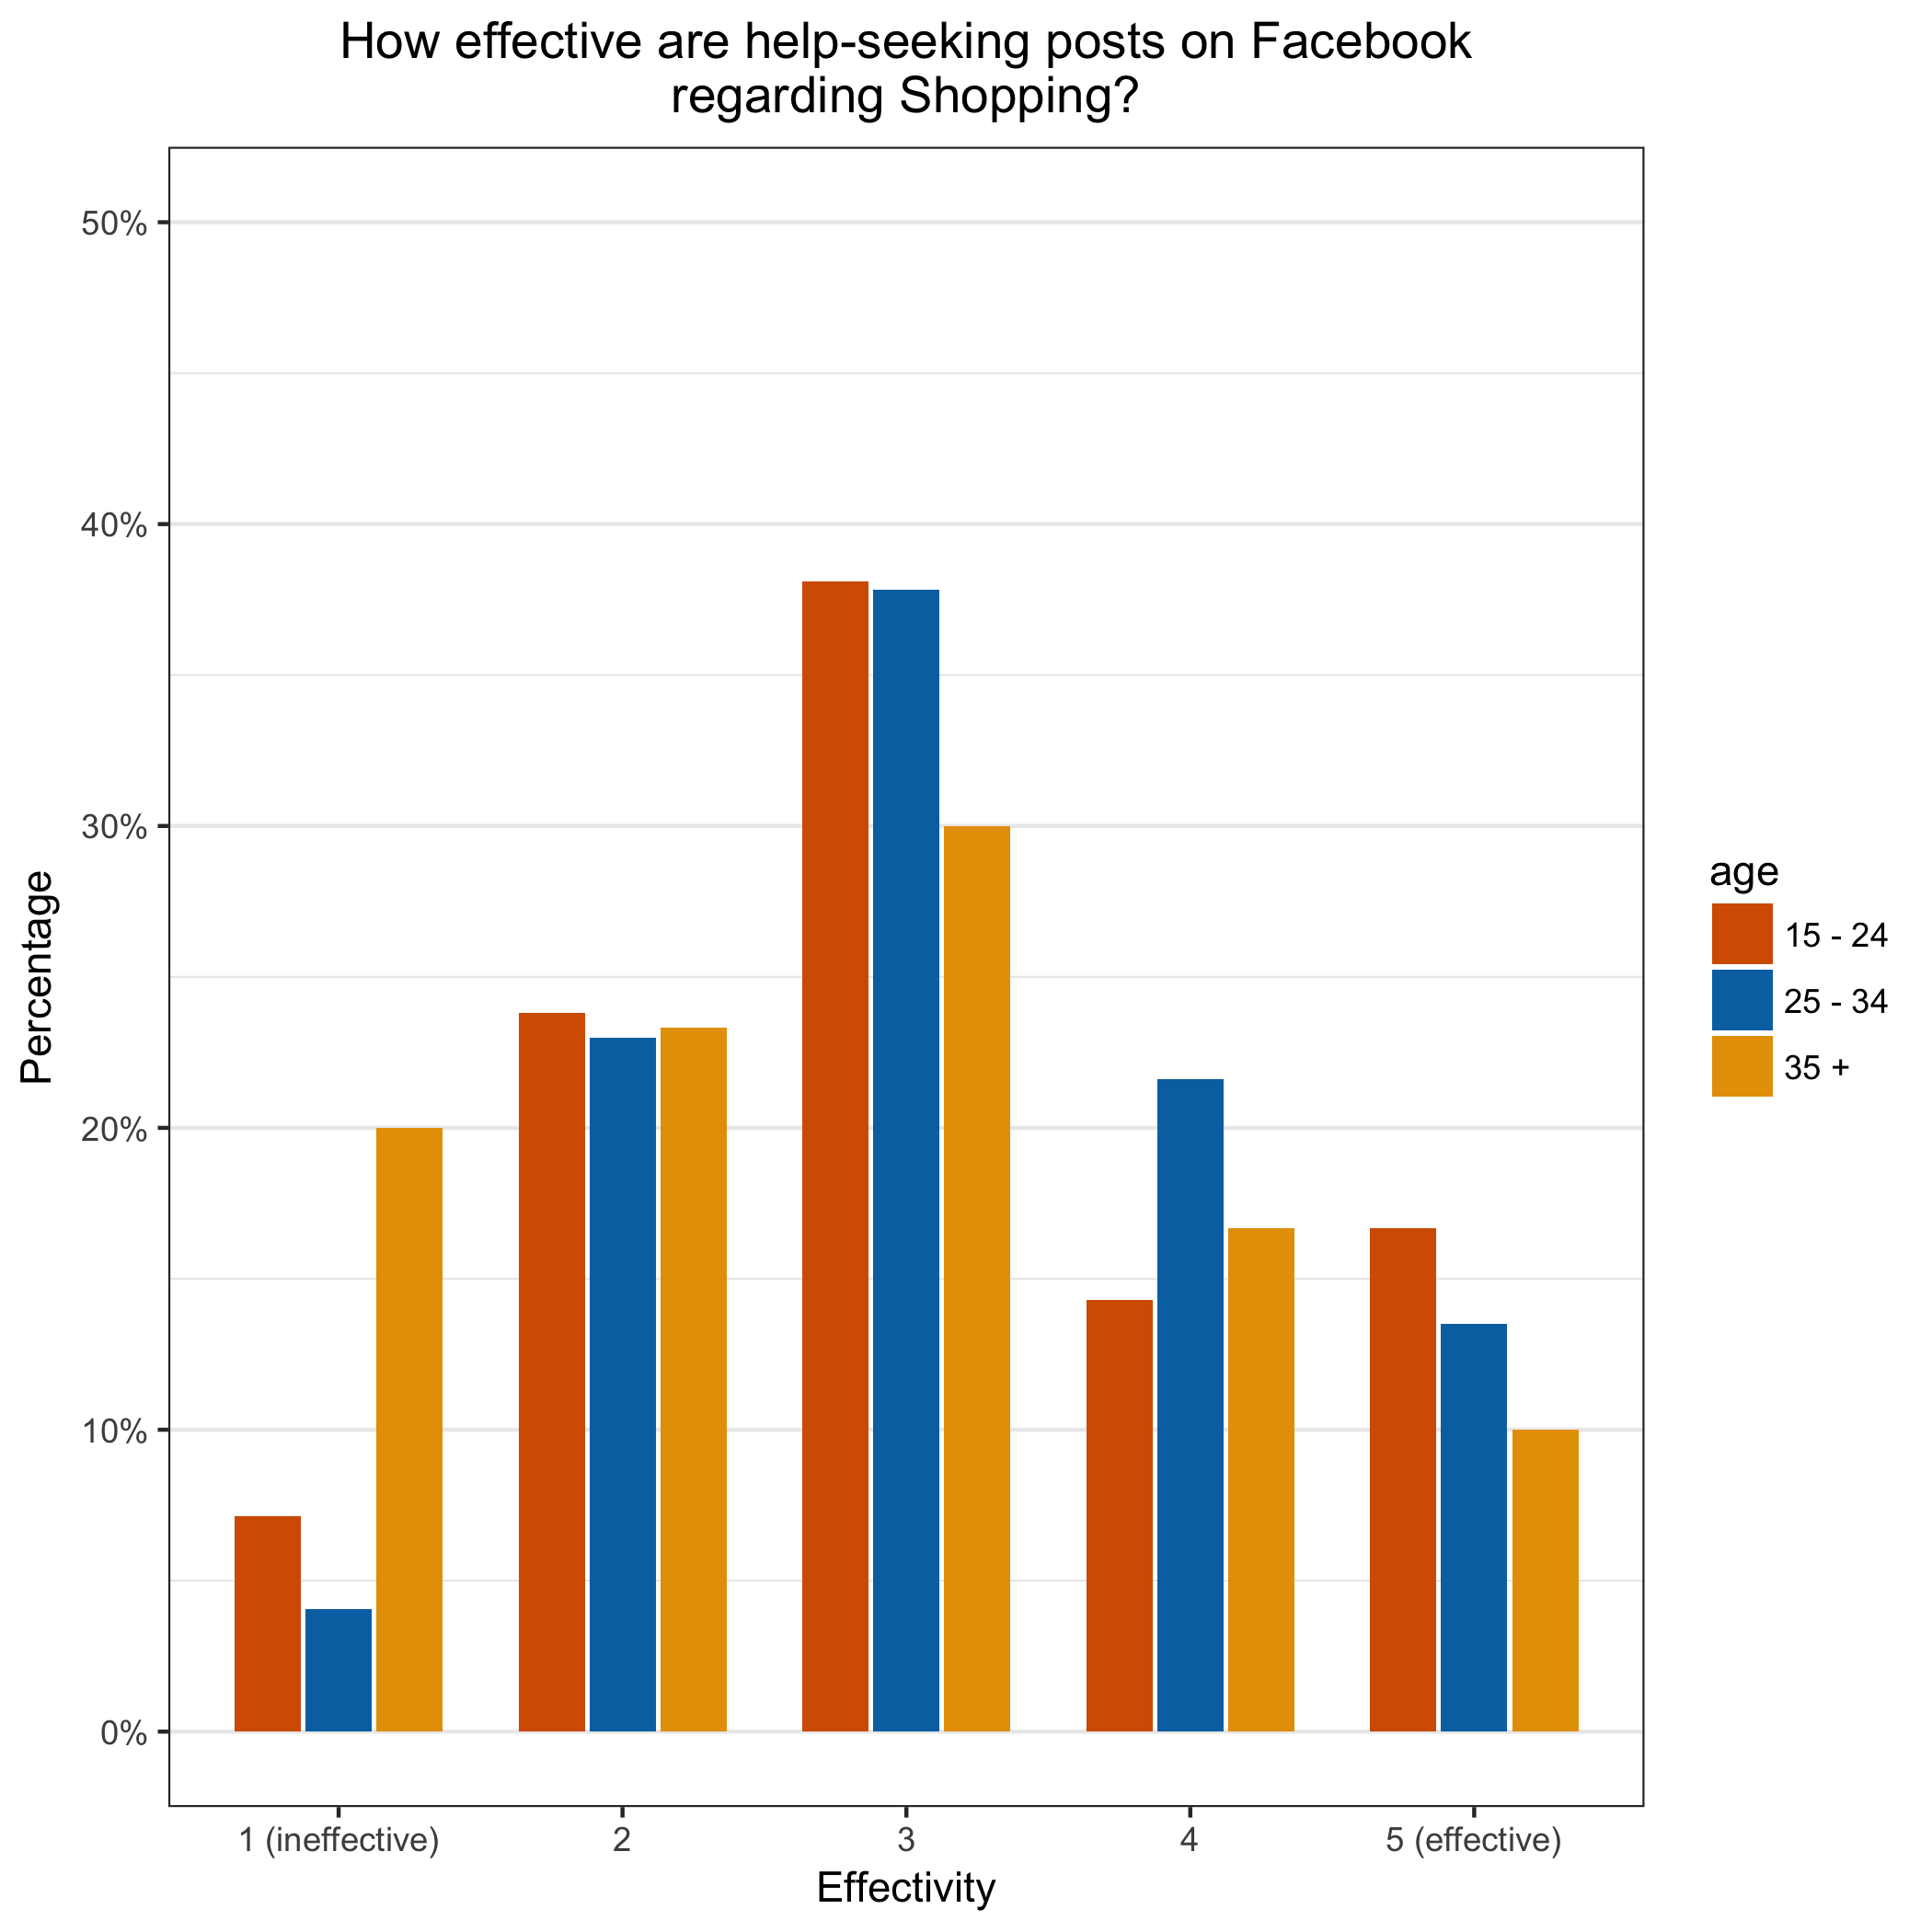 How effective are help-seeking posts on Facebook
regarding Shopping?
Percentage
50%
40%
30%
20%
10%
0%
1 (ineffective)
2
3
4
5 (effective)
Effectivity
age
15 - 24
25 - 34
35 +